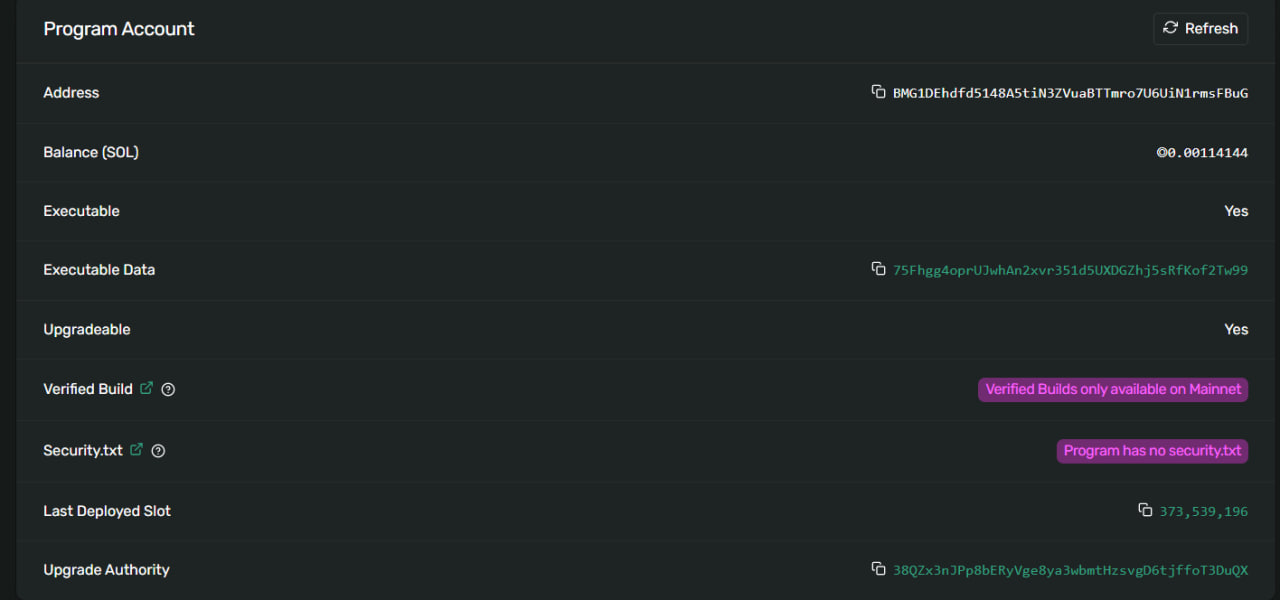 Program Account
Refresh
Address
BMG1DEhdfd5148A5tiN3ZVuaBTTmro7U6UiN1rmsFBuG
Balance (SOL)
◎0.00114144
Executable
Yes
Executable Data
75Fhgg4oprUJwhAn2xvr351d5UXDGZhj5sRfKof2Tw99
Upgradeable
Yes
Verified Build
Verified Builds only available on Mainnet
Security.txt
Program has no security.txt
Last Deployed Slot
373,539,196
Upgrade Authority
38QZx3nJPp8bERyVge8ya3wbmtHzsvgD6tjffoT3DuQX